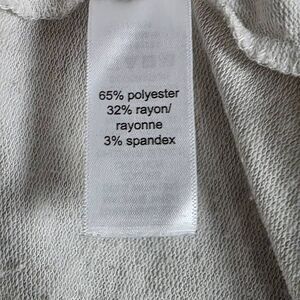 65% polyester
32% rayon/
rayonne
3% spandex